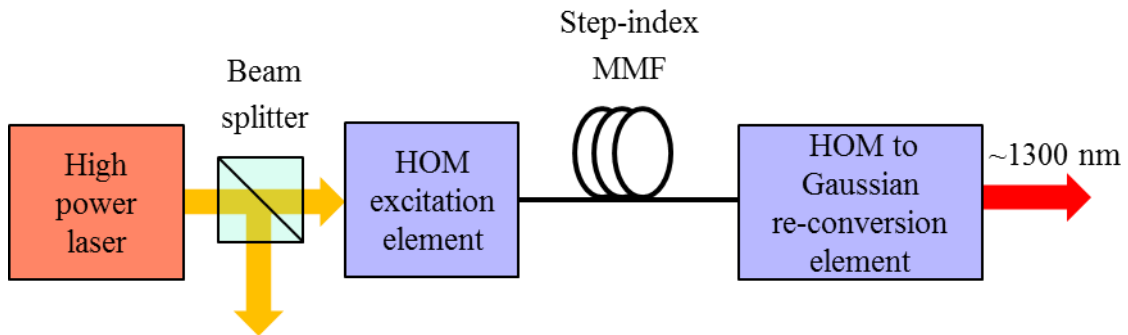 High
power
laser
Beam
splitter
HOM
excitation
element
Step-index
MMF
HOM to
Gaussian
re-conversion
element
~1300 nm